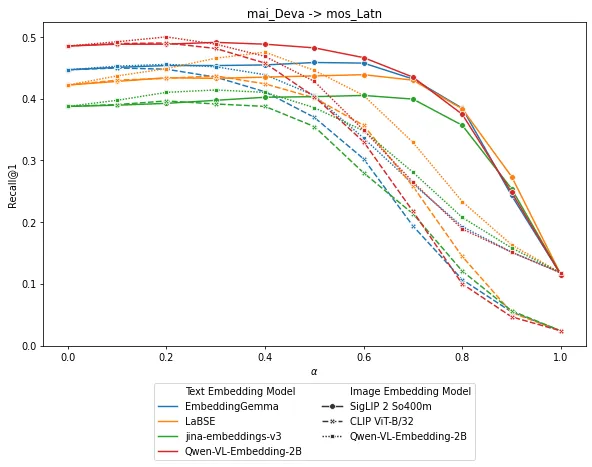 mai_Deva -> mos_Latn
Recall@1
0.5
0.4
0.3
0.2
0.1
0.0
0.0 0.2 0.4 0.6 0.8 1.0
α
Text Embedding Model Image Embedding Model
EmbeddingGemma SigLIP 2 So400m
LaBSE CLIP ViT-B/32
jina-embeddings-v3 Qwen-VL-Embedding-2B
Qwen-VL-Embedding-2B